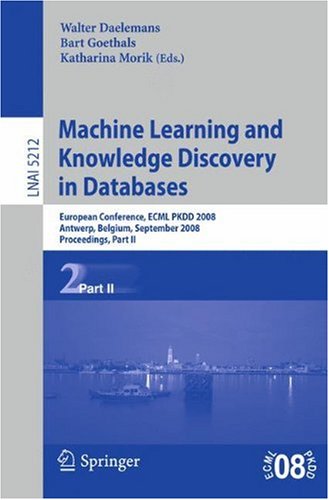 Walter Daelemans
Bart Goethals
Katharina Morik (Eds.)
LNAI 5212
Machine Learning and
Knowledge Discovery
in Databases
European Conference, ECML PKDD 2008
Antwerp, Belgium, September 2008
Proceedings, Part II
2 Part II
Springer
ECML
08
PKDD